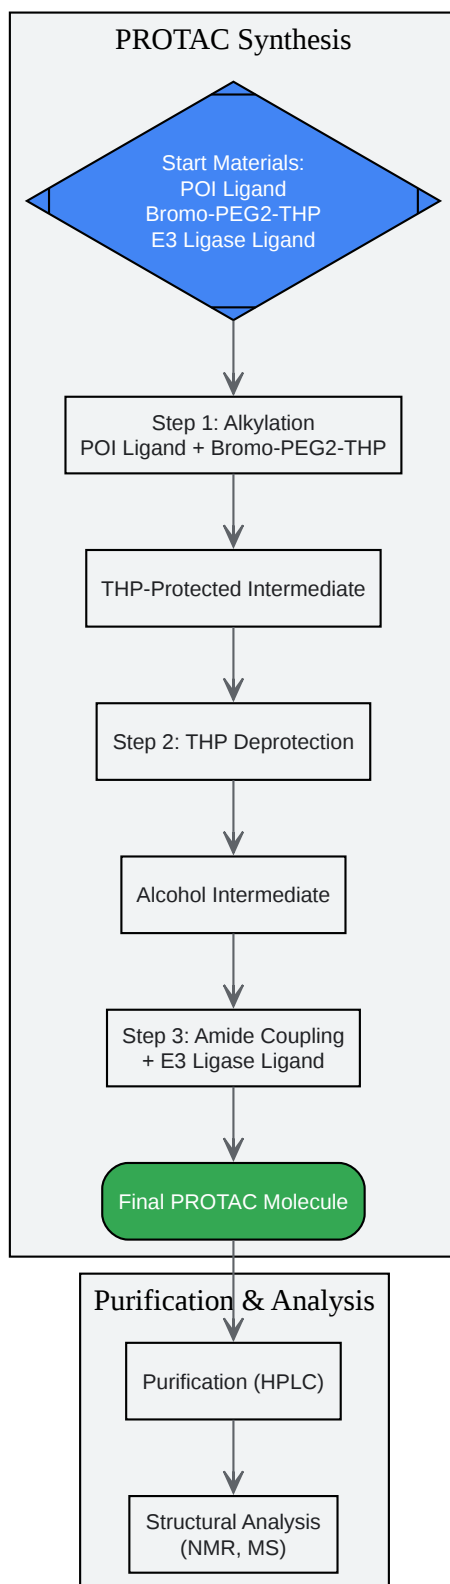 PROTAC Synthesis
Start Materials:
POI Ligand
Bromo-PEG2-THP
E3 Ligase Ligand
Step 1: Alkylation
POI Ligand + Bromo-PEG2-THP
THP-Protected Intermediate
Step 2: THP Deprotection
Alcohol Intermediate
Step 3: Amide Coupling
+ E3 Ligase Ligand
Final PROTAC Molecule
Purification & Analysis
Purification (HPLC)
Structural Analysis
(NMR, MS)